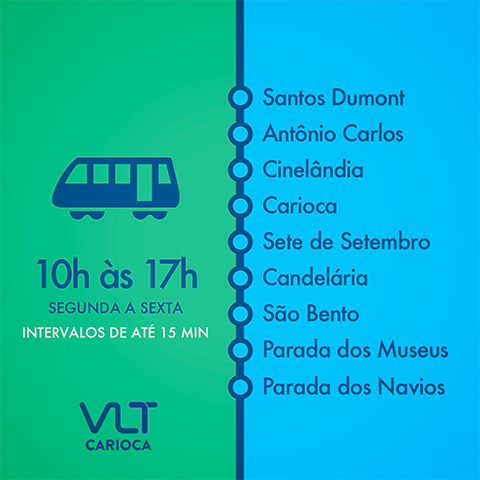 10h às 17h
SEGUNDA A SEXTA
INTERVALOS DE ATÉ 15 MIN
VLT
CARIOCA
Santos Dumont
Antônio Carlos
Cinelândia
Carioca
Sete de Setembro
Candelária
São Bento
Parada dos Museus
Parada dos Navios